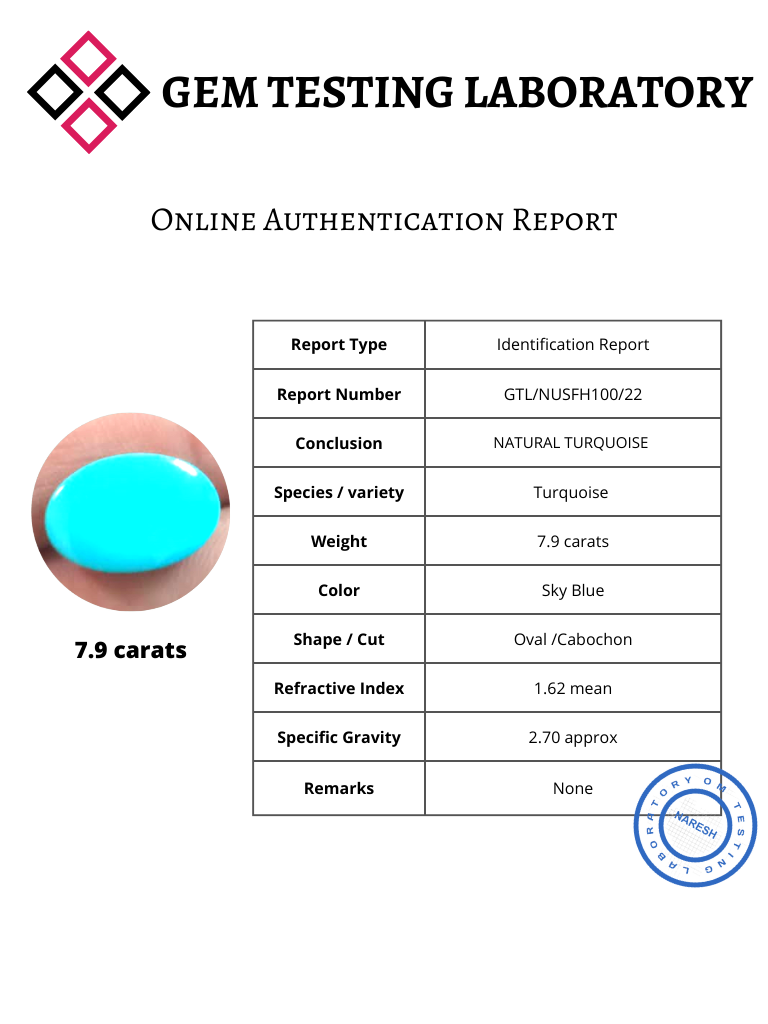 GEM TESTING LABORATORY
Online Authentication Report
Report Type Identification Report
Report Number GTL/NUSFH100/22
Conclusion NATURAL TURQUOISE
Species / variety Turquoise
Weight 7.9 carats
Color Sky Blue
Shape / Cut Oval /Cabochon
Refractive Index 1.62 mean
Specific Gravity 2.70 approx
Remarks None
7.9 carats
OM TESTING LABORATORY
NARESH